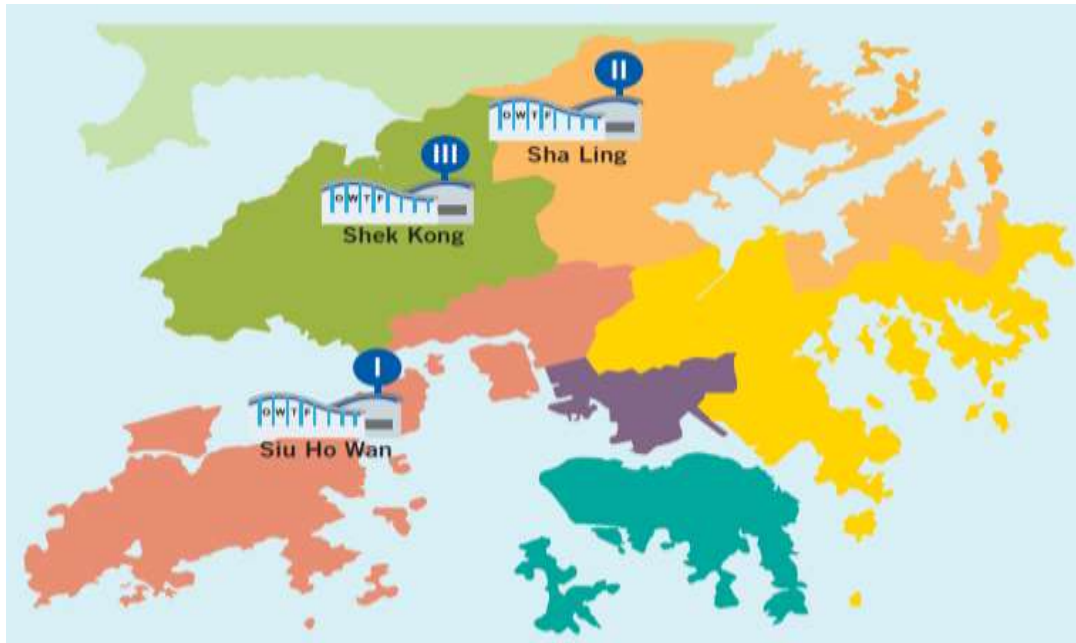 II
OWTF
Sha Ling
III
OWTF
Shek Kong
I
OWTF
Siu Ho Wan